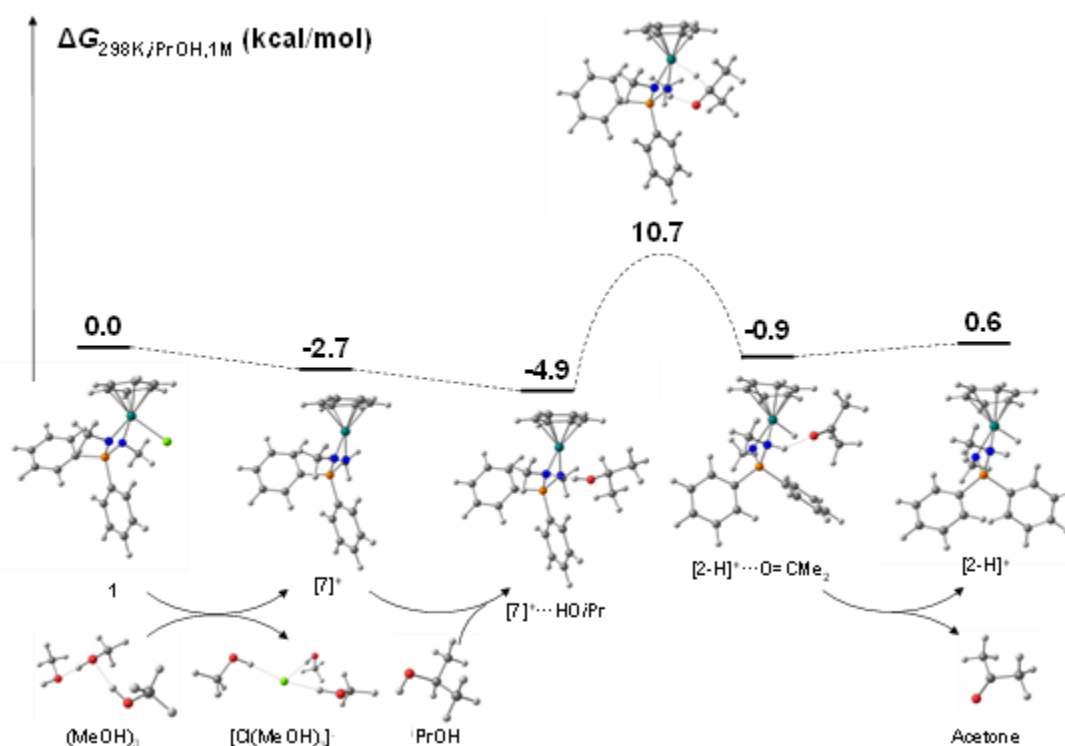 ΔG298K,iPrOH,1M (kcal/mol)
10.7
0.0
-2.7
-4.9
-0.9
0.6
1
[7]+
[7]+···HOiPr
[2-H]+···O=CMe2
[2-H]+
(MeOH)3
[Cl(MeOH)3]-
iPrOH
Acetone